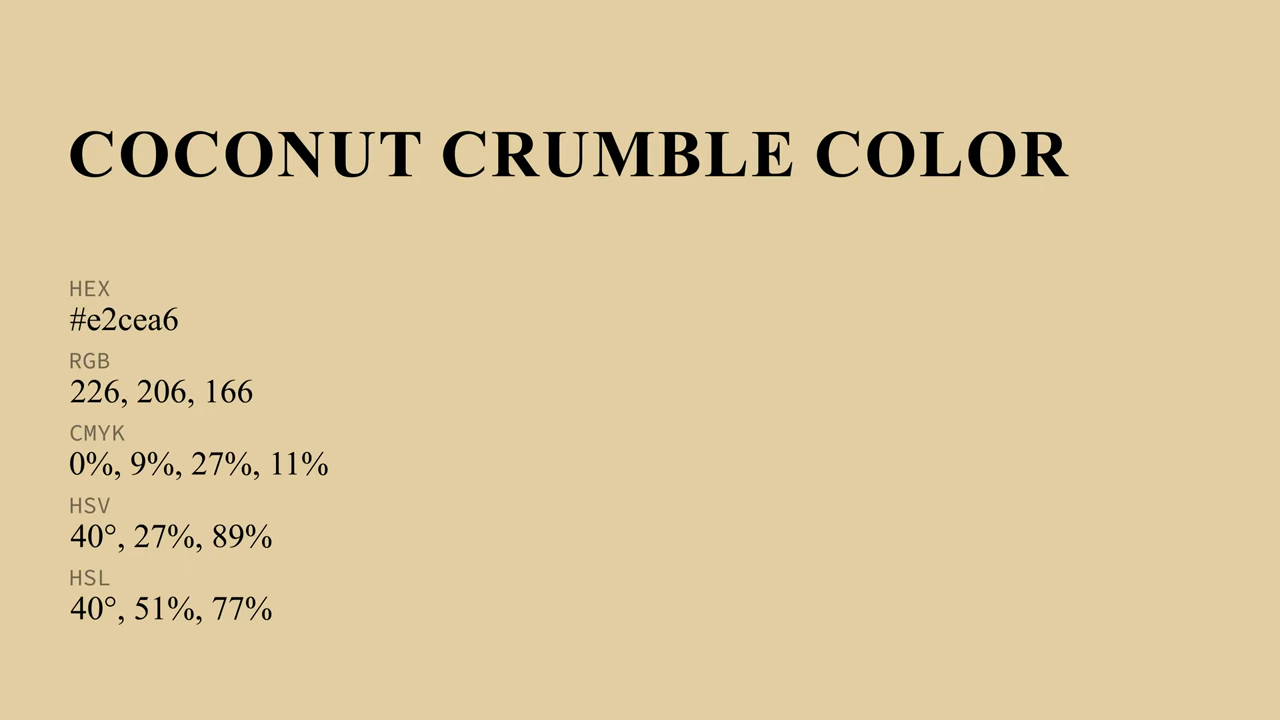 COCONUT CRUMBLE COLOR
HEX
#e2cea6
RGB
226, 206, 166
CMYK
0%, 9%, 27%, 11%
HSV
40°, 27%, 89%
HSL
40°, 51%, 77%